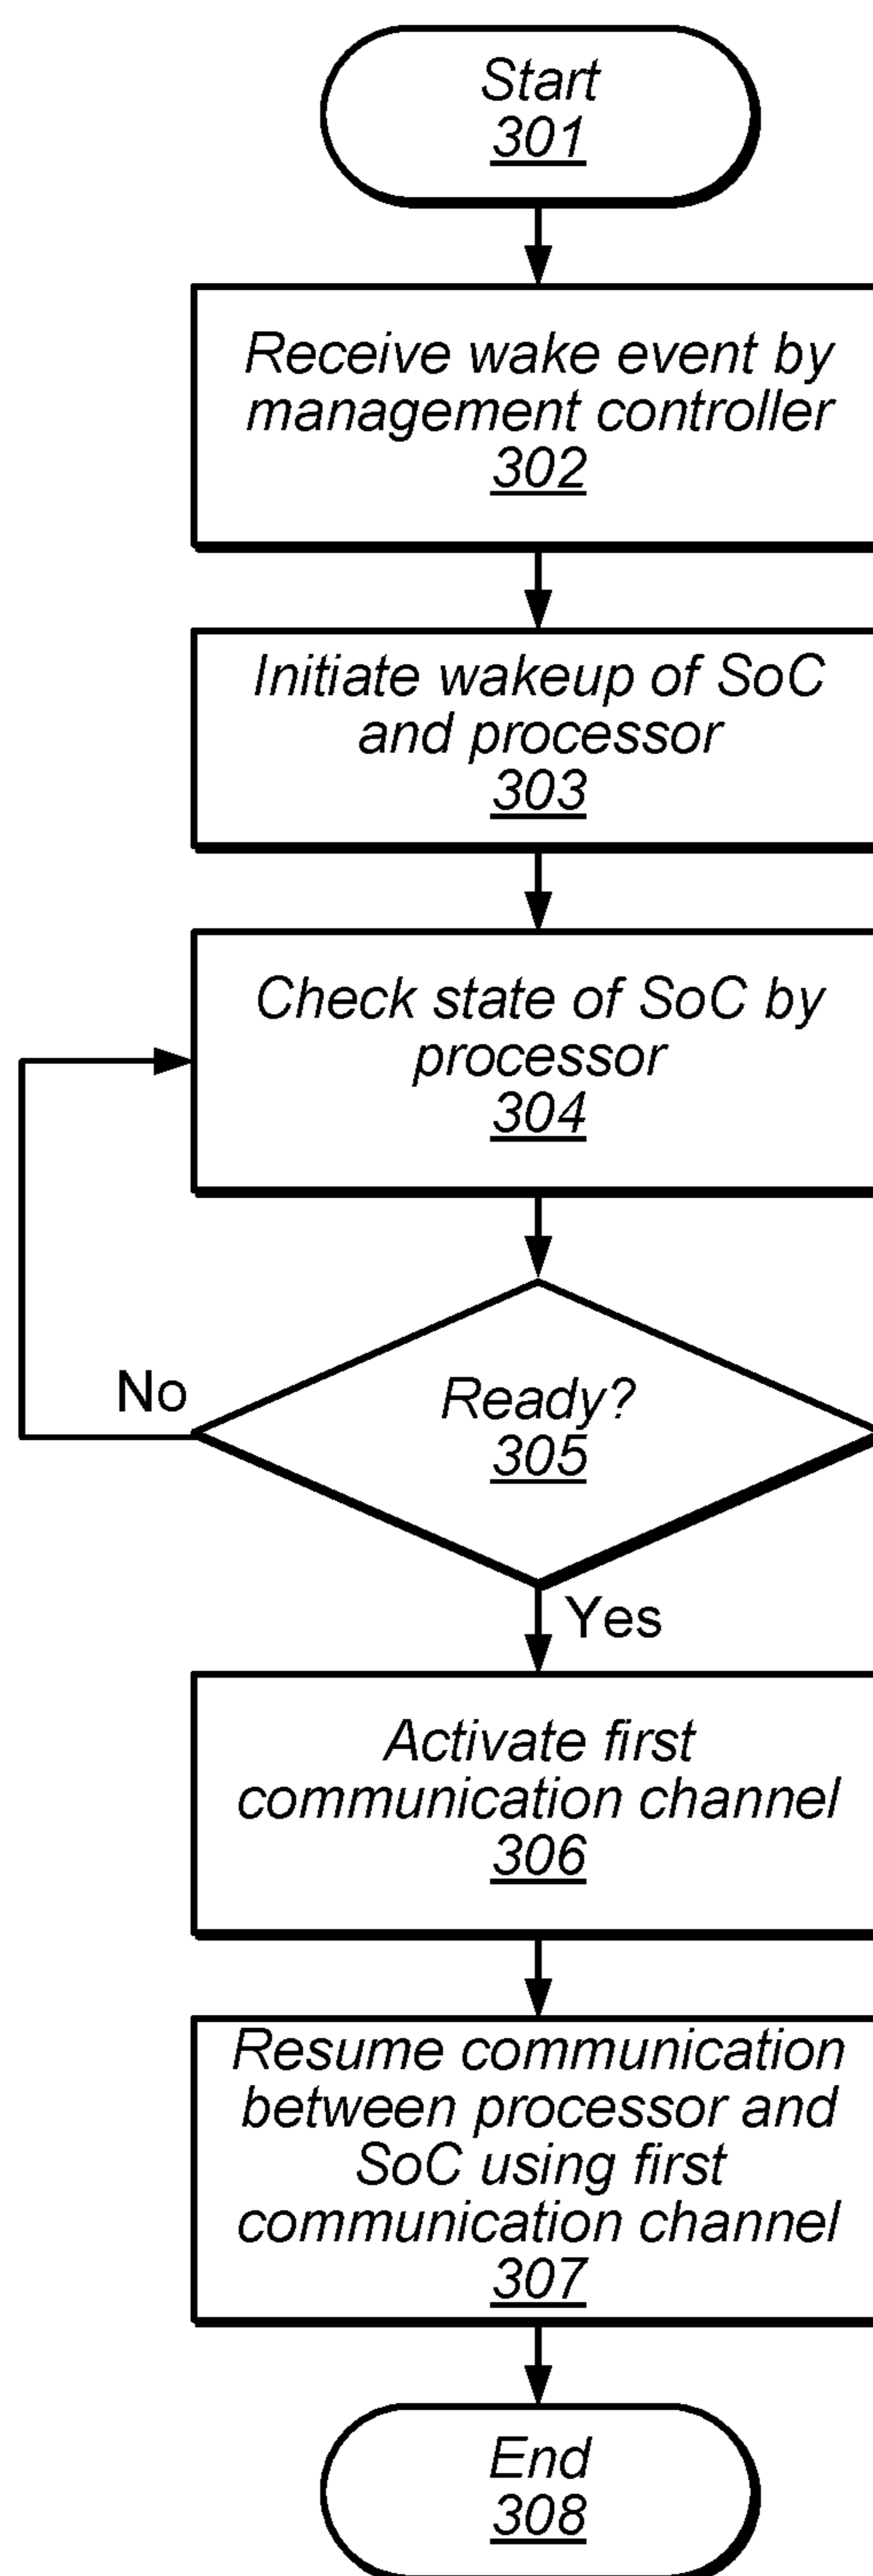 Start
301
Receive wake event by
management controller
302
Initiate wakeup of SoC
and processor
303
Check state of SoC by
processor
304
No
Ready?
305
Yes
Activate first
communication channel
306
Resume communication
between processor and
SoC using first
communication channel
307
End
308